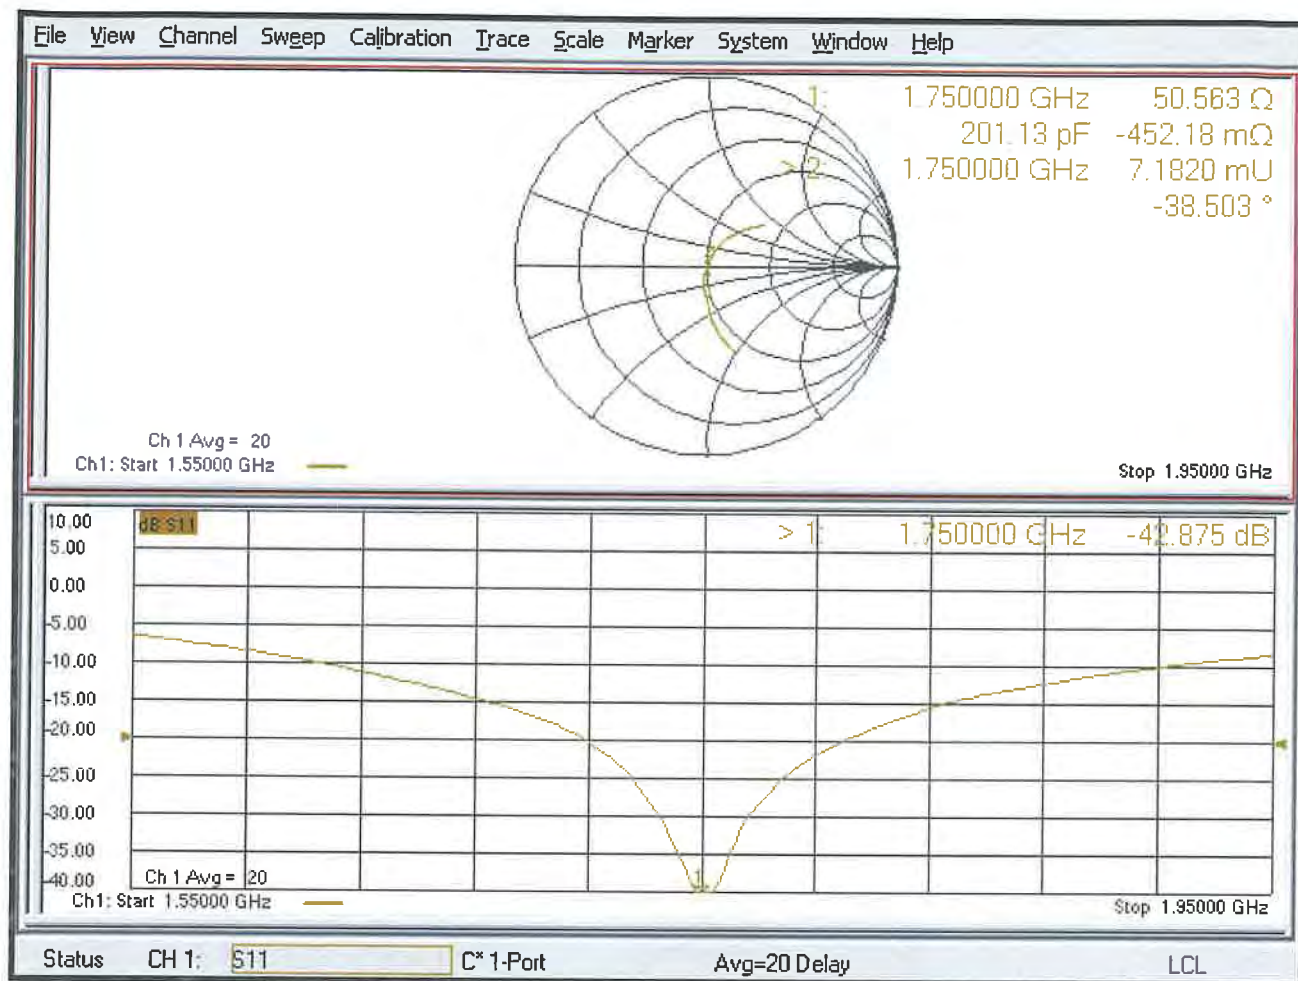 File View Channel Sweep Calibration Trace Scale Marker System Window Help
1: 1.750000 GHz 50.563 Ω
201.13 pF -452.18 mΩ
> 2: 1.750000 GHz 7.1820 mU
-38.503 °
Ch 1 Avg = 20
Ch1: Start 1.55000 GHz
Stop 1.95000 GHz
10.00
dB S11
> 1: 1.750000 GHz -42.875 dB
5.00
0.00
-5.00
-10.00
-15.00
-20.00
-25.00
-30.00
-35.00
-40.00
1
Ch 1 Avg = 20
Ch1: Start 1.55000 GHz
Stop 1.95000 GHz
Status CH 1: S11 C* 1-Port Avg=20 Delay LCL